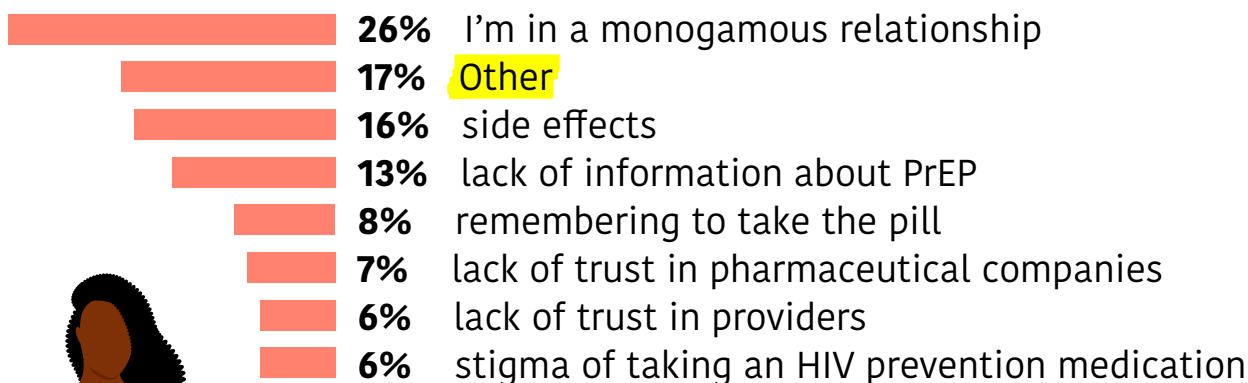 26% I’m in a monogamous relationship
17% Other
16% side effects
13% lack of information about PrEP
8% remembering to take the pill
7% lack of trust in pharmaceutical companies
6% lack of trust in providers
6% stigma of taking an HIV prevention medication